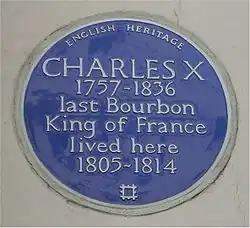 ENGLISH HERITAGE
CHARLES X
1757-1836
last Bourbon
King of France
lived here
1805-1814